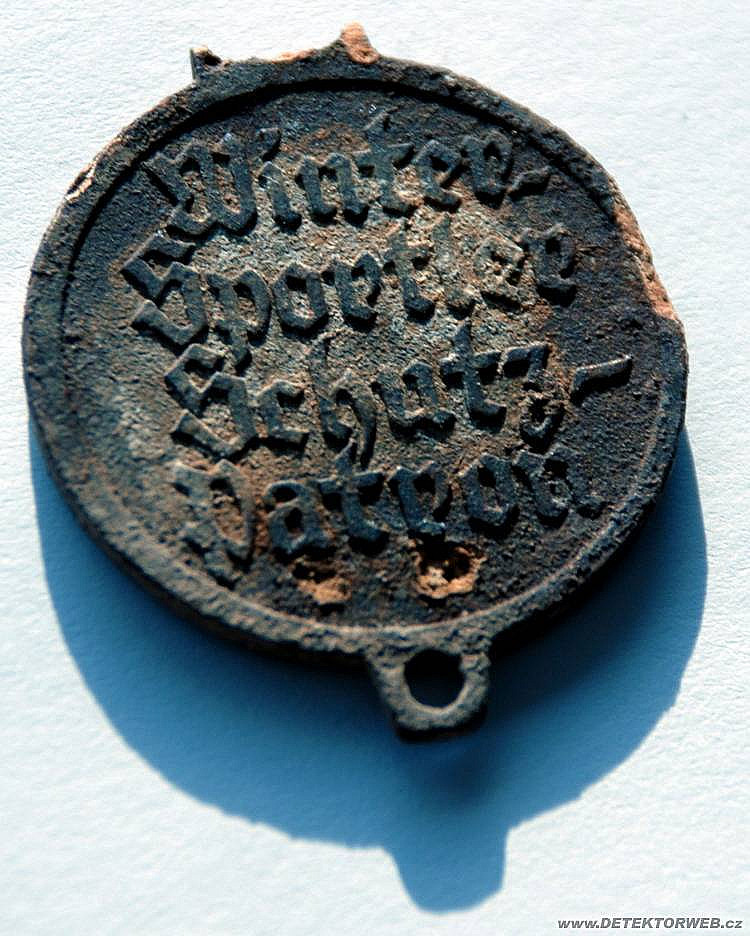 Winter-
Sportler
Schutz-
Patron
www.DETEKTORWEB.cz